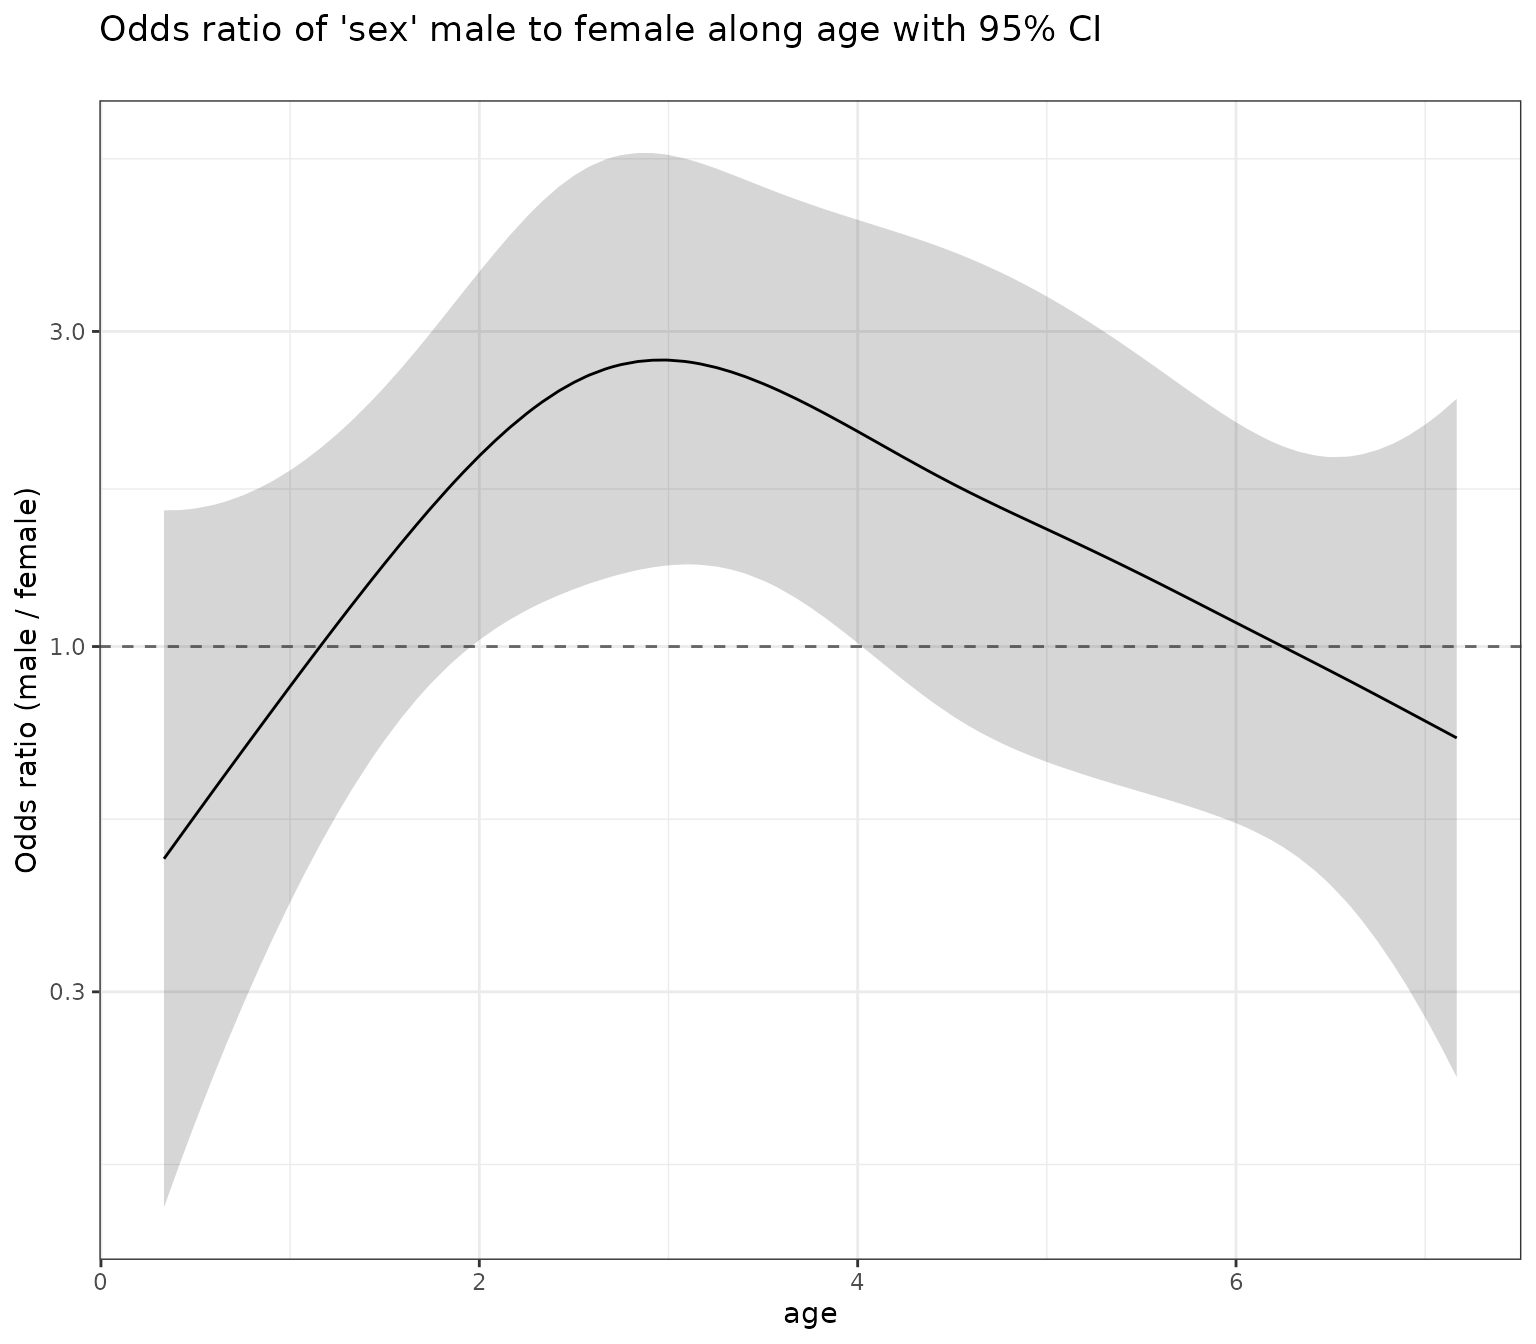 Odds ratio of 'sex' male to female along age with 95% CI
Odds ratio (male / female)
3.0
1.0
0.3
0
2
4
6
age